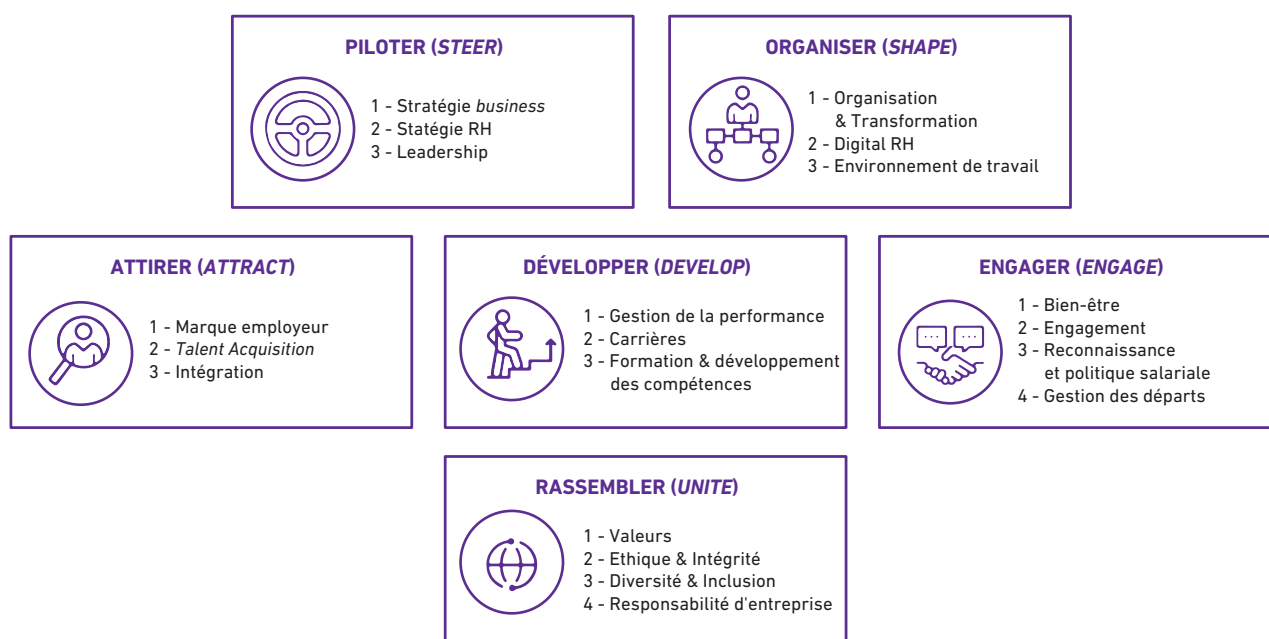 PILOTER (STEER)
1 - Stratégie business
2 - Statégie RH
3 - Leadership
ORGANISER (SHAPE)
1 - Organisation
& Transformation
2 - Digital RH
3 - Environnement de travail
ATTIRER (ATTRACT)
1 - Marque employeur
2 - Talent Acquisition
3 - Intégration
DÉVELOPPER (DEVELOP)
1 - Gestion de la performance
2 - Carrières
3 - Formation & développement
des compétences
ENGAGER (ENGAGE)
1 - Bien-être
2 - Engagement
3 - Reconnaissance
et politique salariale
4 - Gestion des départs
RASSEMBLER (UNITE)
1 - Valeurs
2 - Ethique & Intégrité
3 - Diversité & Inclusion
4 - Responsabilité d'entreprise